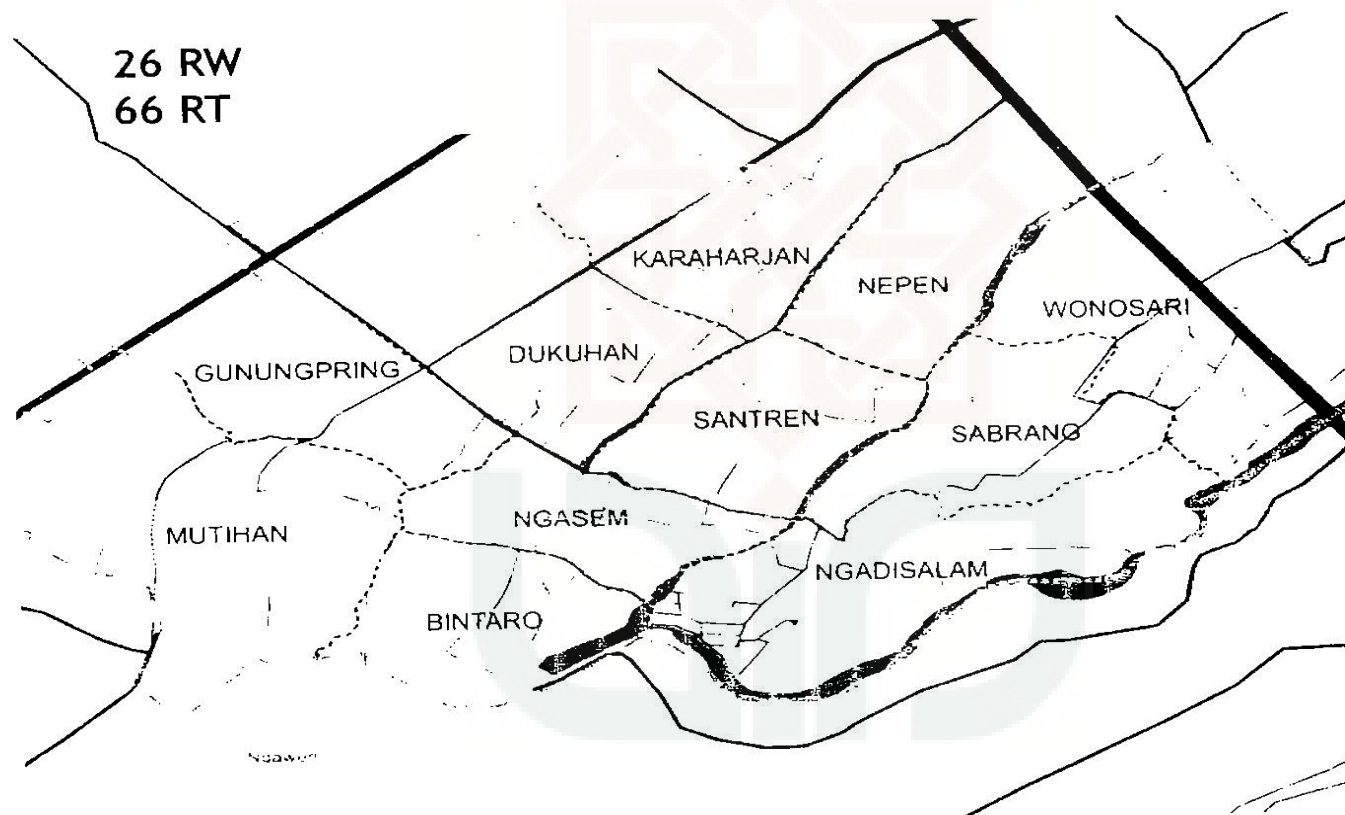 26 RW
66 RT
KARAHARJAN
NEPEN
WONOSARI
DUKUHAN
GUNUNGPRING
SANTREN
SABRANG
NGASEM
MUTIHAN
NGADISALAM
BINTARO